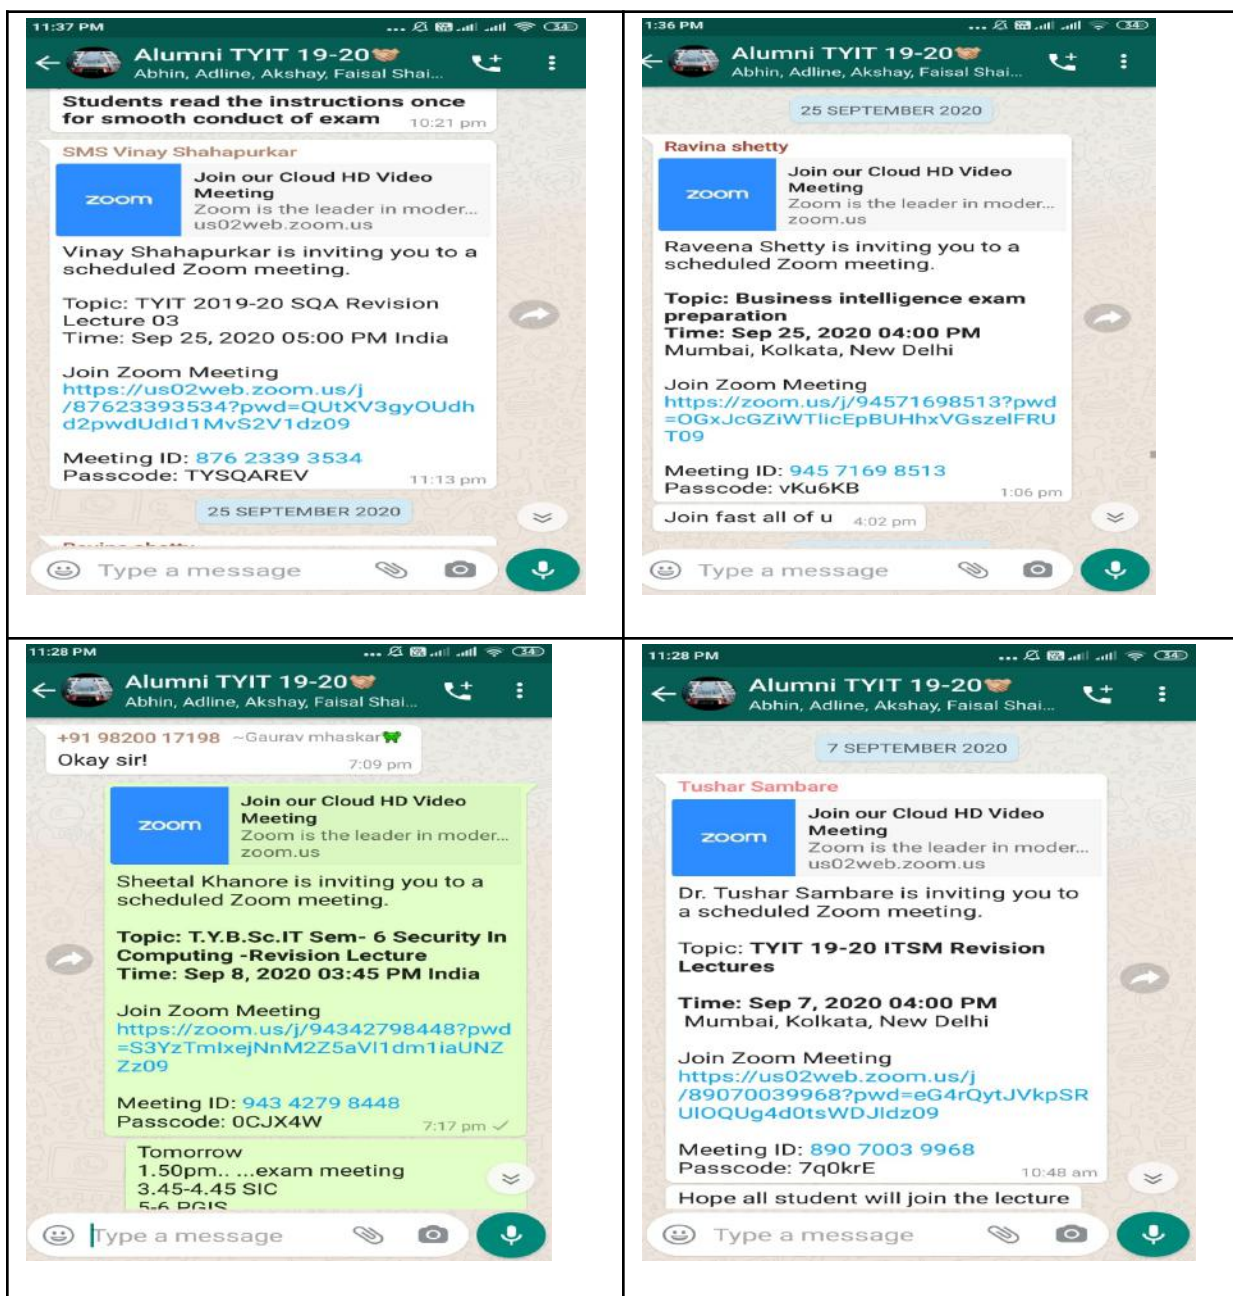 11:37 PM
34
Alumni TYIT 19-20
Abhin, Adline, Akshay, Faisal Shai...
Students read the instructions once
for smooth conduct of exam 10:21 pm
SMS Vinay Shahapurkar
zoom
Join our Cloud HD Video
Meeting
Zoom is the leader in moder...
us02web.zoom.us
Vinay Shahapurkar is inviting you to a
scheduled Zoom meeting.
Topic: TYIT 2019-20 SQA Revision
Lecture 03
Time: Sep 25, 2020 05:00 PM India
Join Zoom Meeting
https://us02web.zoom.us/j
/87623393534?pwd=QUtXV3gyOUdh
d2pwdUdld1MvS2V1dz09
Meeting ID: 876 2339 3534
Passcode: TYSQAREV 11:13 pm
25 SEPTEMBER 2020
Type a message
1:36 PM
34
Alumni TYIT 19-20
Abhin, Adline, Akshay, Faisal Shai...
25 SEPTEMBER 2020
Ravina shetty
zoom
Join our Cloud HD Video
Meeting
Zoom is the leader in moder...
zoom.us
Raveena Shetty is inviting you to a
scheduled Zoom meeting.
Topic: Business intelligence exam
preparation
Time: Sep 25, 2020 04:00 PM
Mumbai, Kolkata, New Delhi
Join Zoom Meeting
https://zoom.us/j/94571698513?pwd
=OGxJcGZiWTlicEpBUHhxVGszelFRU
T09
Meeting ID: 945 7169 8513
Passcode: vKu6KB 1:06 pm
Join fast all of u 4:02 pm
Type a message
11:28 PM
34
Alumni TYIT 19-20
Abhin, Adline, Akshay, Faisal Shai...
+91 98200 17198 ~Gaurav mhaskar
Okay sir! 7:09 pm
zoom
Join our Cloud HD Video
Meeting
Zoom is the leader in moder...
zoom.us
Sheetal Khanore is inviting you to a
scheduled Zoom meeting.
Topic: T.Y.B.Sc.IT Sem- 6 Security In
Computing -Revision Lecture
Time: Sep 8, 2020 03:45 PM India
Join Zoom Meeting
https://zoom.us/j/94342798448?pwd
=S3YzTmlxejNnM2Z5aVl1dm1iaUNZ
Zz09
Meeting ID: 943 4279 8448
Passcode: 0CJX4W 7:17 pm
Tomorrow
1.50pm.. ...exam meeting
3.45-4.45 SIC
5-6 PGIS
Type a message
11:28 PM
34
Alumni TYIT 19-20
Abhin, Adline, Akshay, Faisal Shai...
7 SEPTEMBER 2020
Tushar Sambare
zoom
Join our Cloud HD Video
Meeting
Zoom is the leader in moder...
us02web.zoom.us
Dr. Tushar Sambare is inviting you to
a scheduled Zoom meeting.
Topic: TYIT 19-20 ITSM Revision
Lectures
Time: Sep 7, 2020 04:00 PM
Mumbai, Kolkata, New Delhi
Join Zoom Meeting
https://us02web.zoom.us/j
/89070039968?pwd=eG4rQytJVkpSR
UlOQUg4d0tsWDJldz09
Meeting ID: 890 7003 9968
Passcode: 7q0krE 10:48 am
Hope all student will join the lecture
Type a message